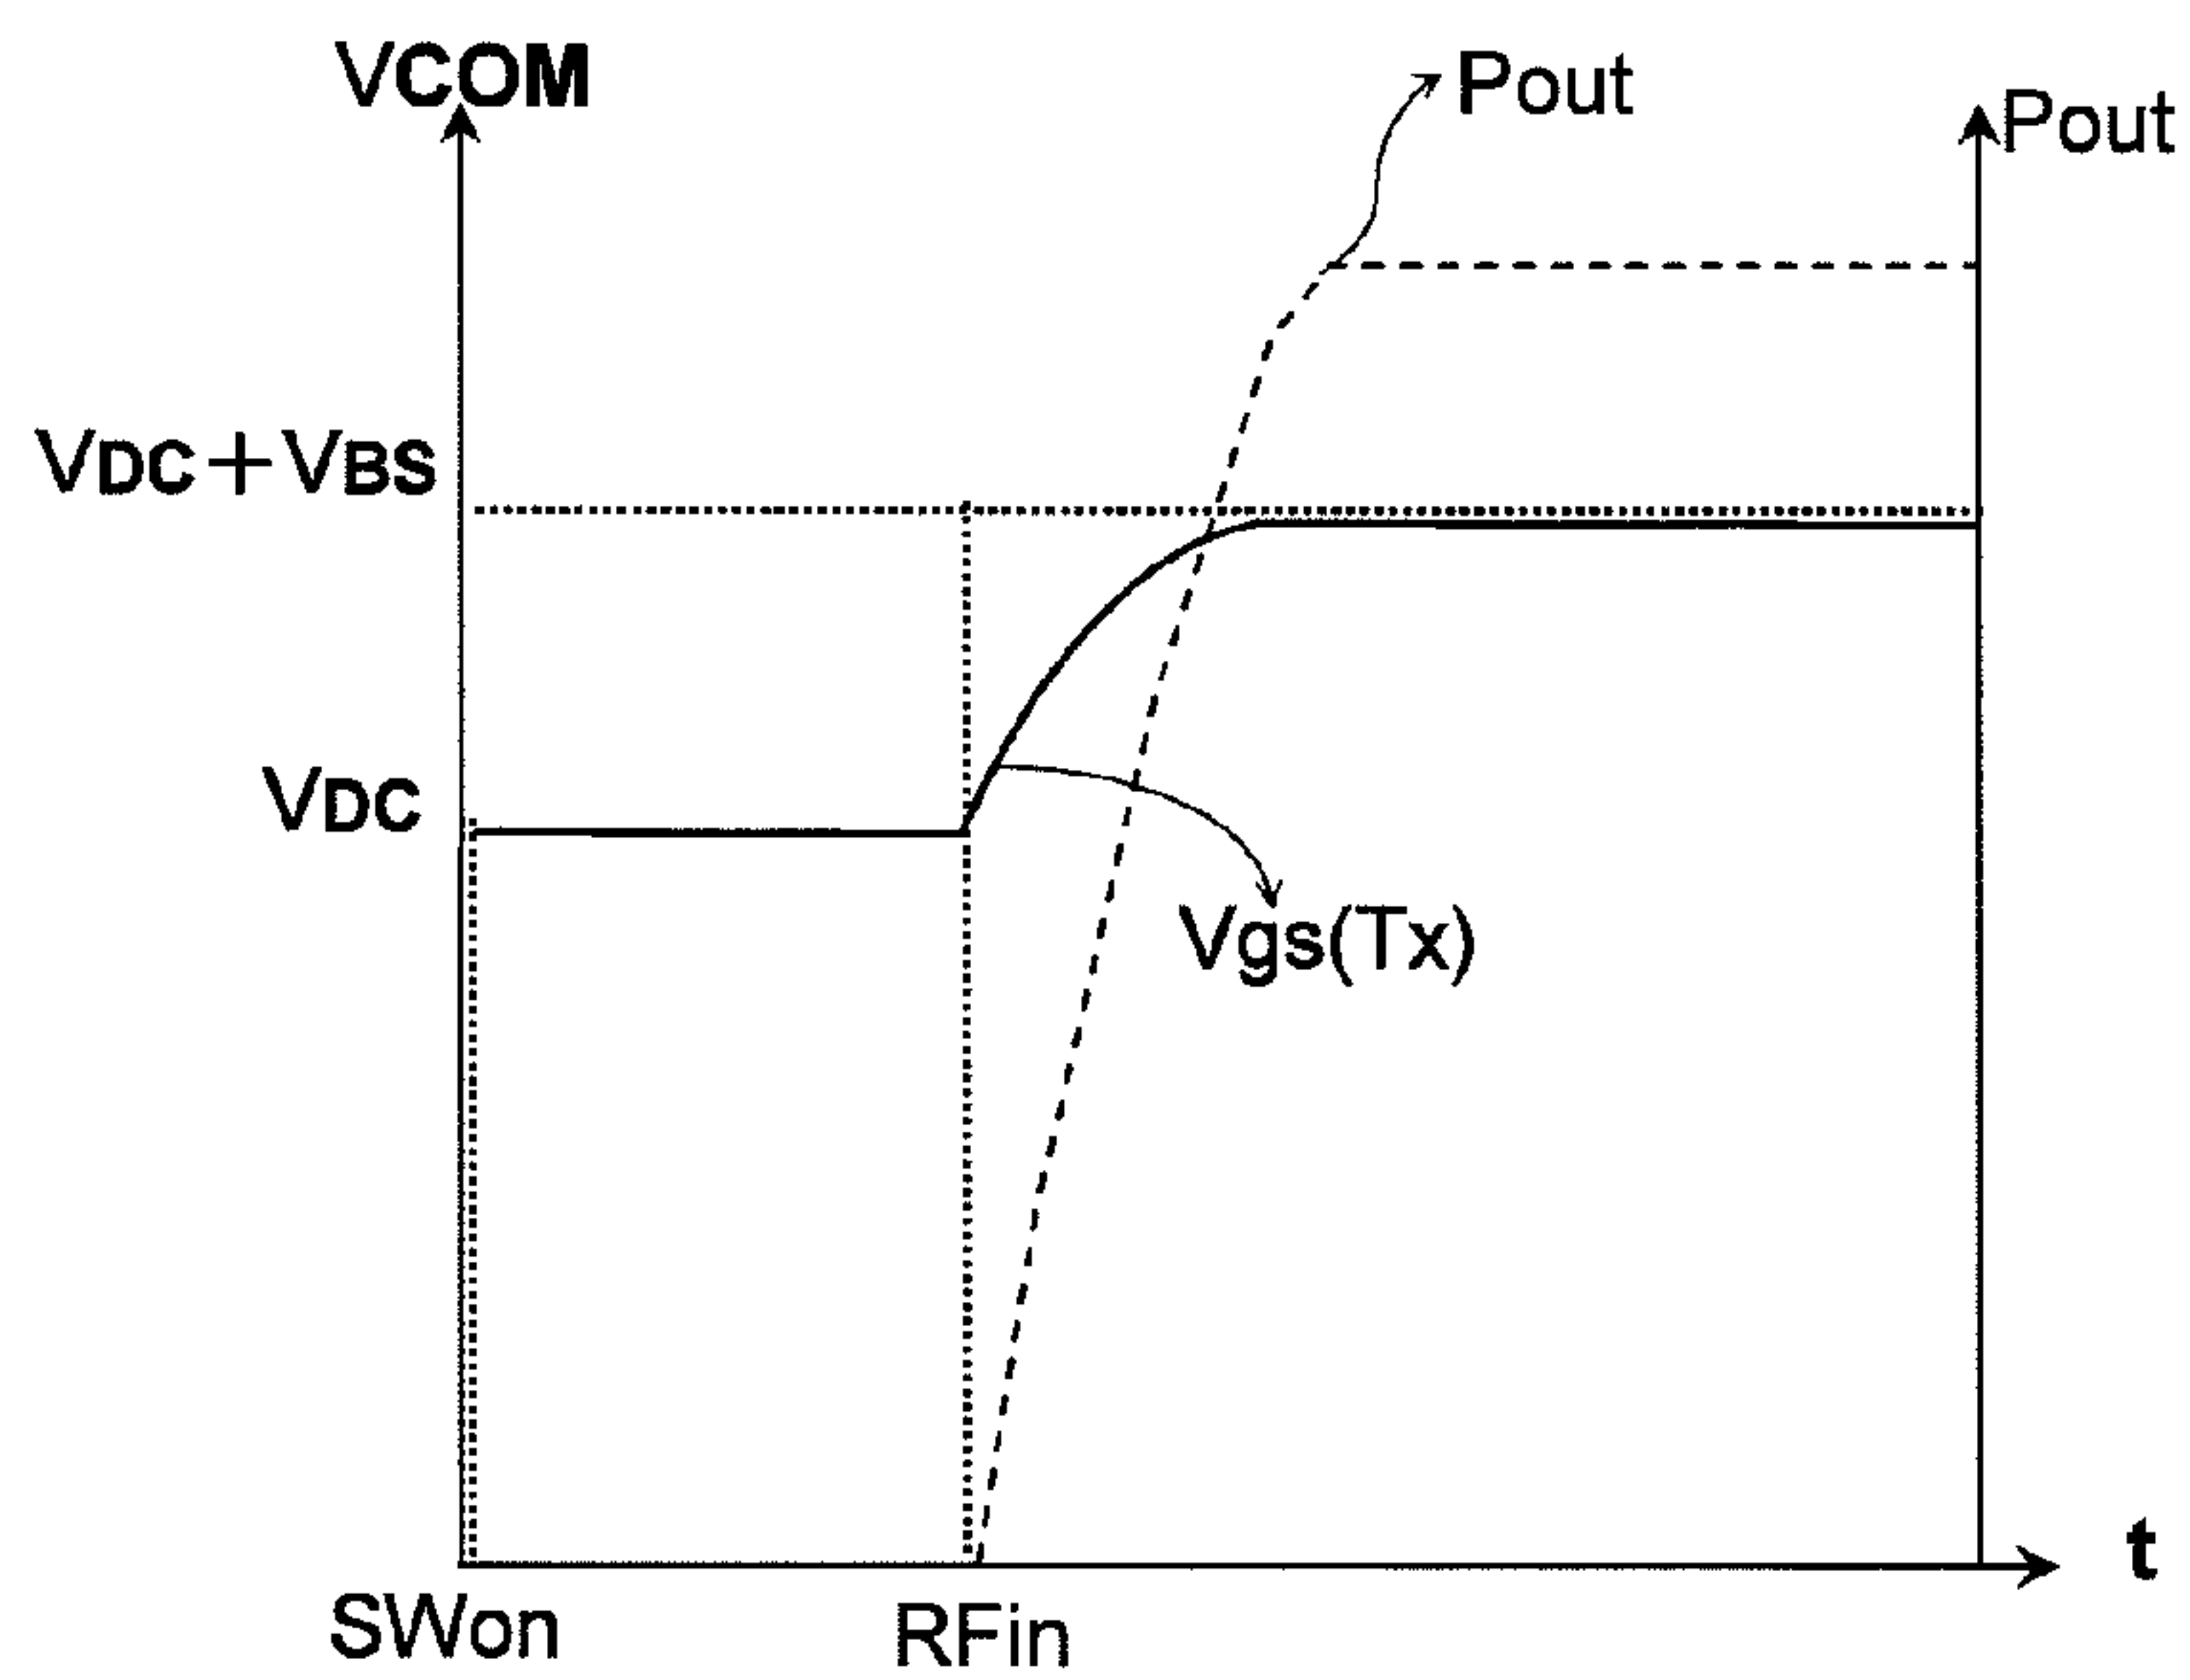 VCOM
Pout
Pout
VDC+VBS
VDC
Vgs(Tx)
t
SWon
RFin